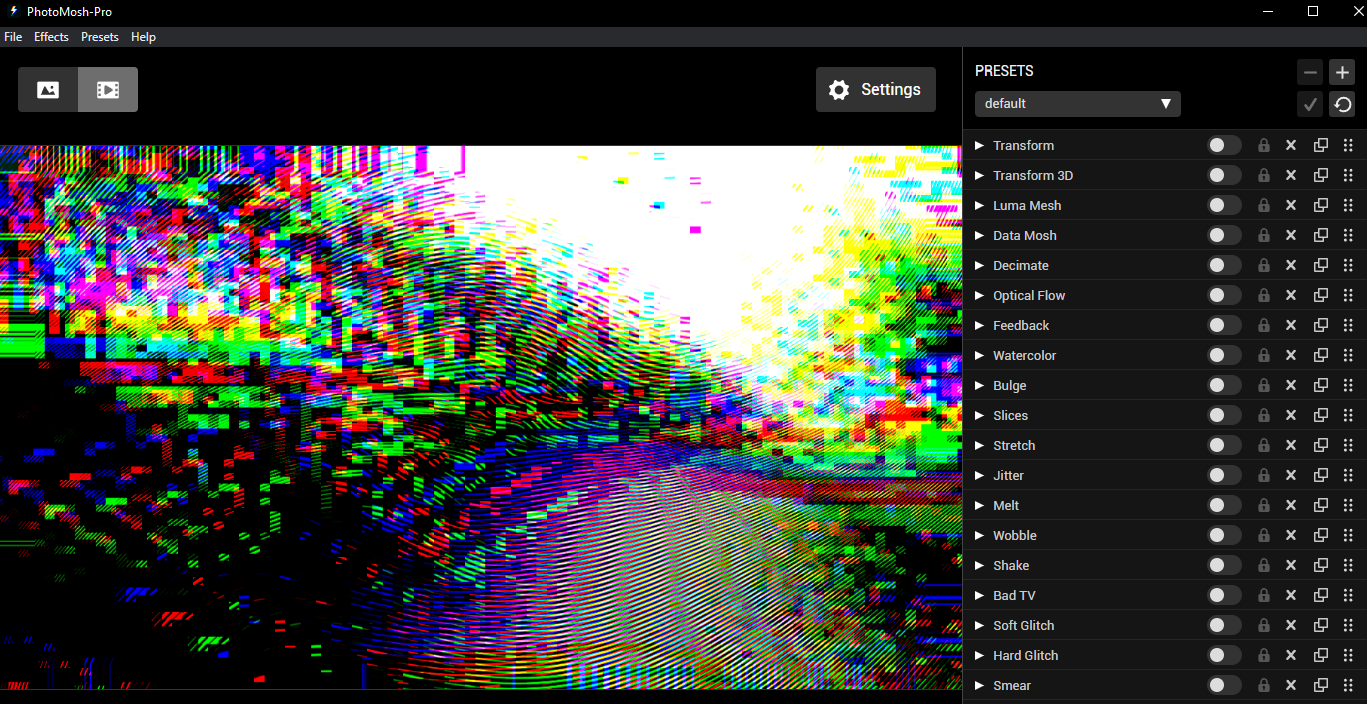 PhotoMosh-Pro
File Effects Presets Help
Settings
PRESETS
default
Transform
Transform 3D
Luma Mesh
Data Mosh
Decimate
Optical Flow
Feedback
Watercolor
Bulge
Slices
Stretch
Jitter
Melt
Wobble
Shake
Bad TV
Soft Glitch
Hard Glitch
Smear